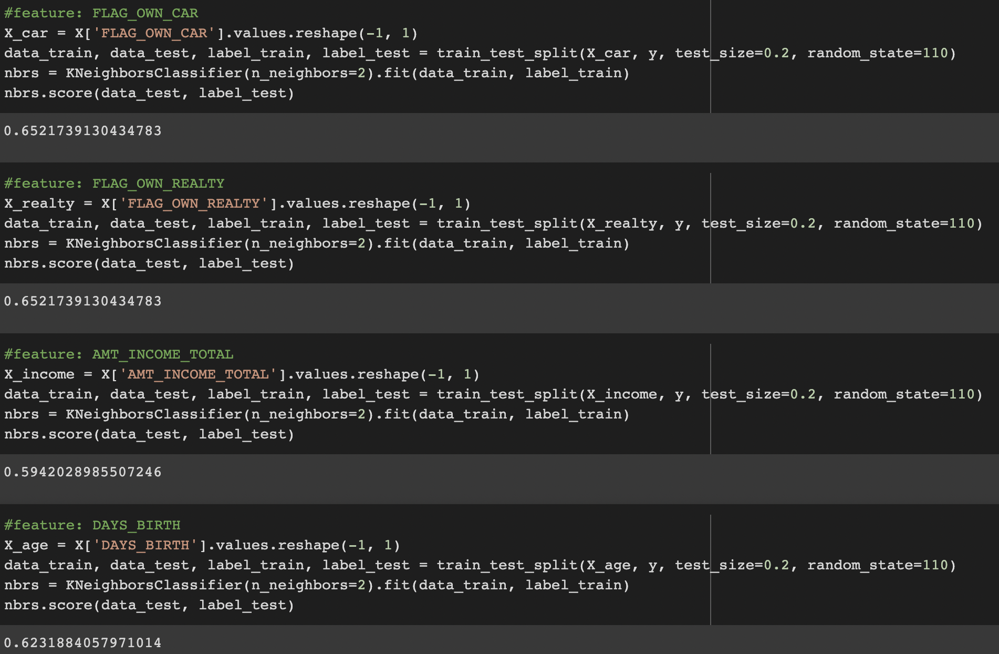 #feature: FLAG_OWN_CAR
X_car = X['FLAG_OWN_CAR'].values.reshape(-1, 1)
data_train, data_test, label_train, label_test = train_test_split(X_car, y, test_size=0.2, random_state=110)
nbrs = KNeighborsClassifier(n_neighbors=2).fit(data_train, label_train)
nbrs.score(data_test, label_test)
0.6521739130434783
#feature: FLAG_OWN_REALTY
X_realty = X['FLAG_OWN_REALTY'].values.reshape(-1, 1)
data_train, data_test, label_train, label_test = train_test_split(X_realty, y, test_size=0.2, random_state=110)
nbrs = KNeighborsClassifier(n_neighbors=2).fit(data_train, label_train)
nbrs.score(data_test, label_test)
0.6521739130434783
#feature: AMT_INCOME_TOTAL
X_income = X['AMT_INCOME_TOTAL'].values.reshape(-1, 1)
data_train, data_test, label_train, label_test = train_test_split(X_income, y, test_size=0.2, random_state=110)
nbrs = KNeighborsClassifier(n_neighbors=2).fit(data_train, label_train)
nbrs.score(data_test, label_test)
0.5942028985507246
#feature: DAYS_BIRTH
X_age = X['DAYS_BIRTH'].values.reshape(-1, 1)
data_train, data_test, label_train, label_test = train_test_split(X_age, y, test_size=0.2, random_state=110)
nbrs = KNeighborsClassifier(n_neighbors=2).fit(data_train, label_train)
nbrs.score(data_test, label_test)
0.6231884057971014